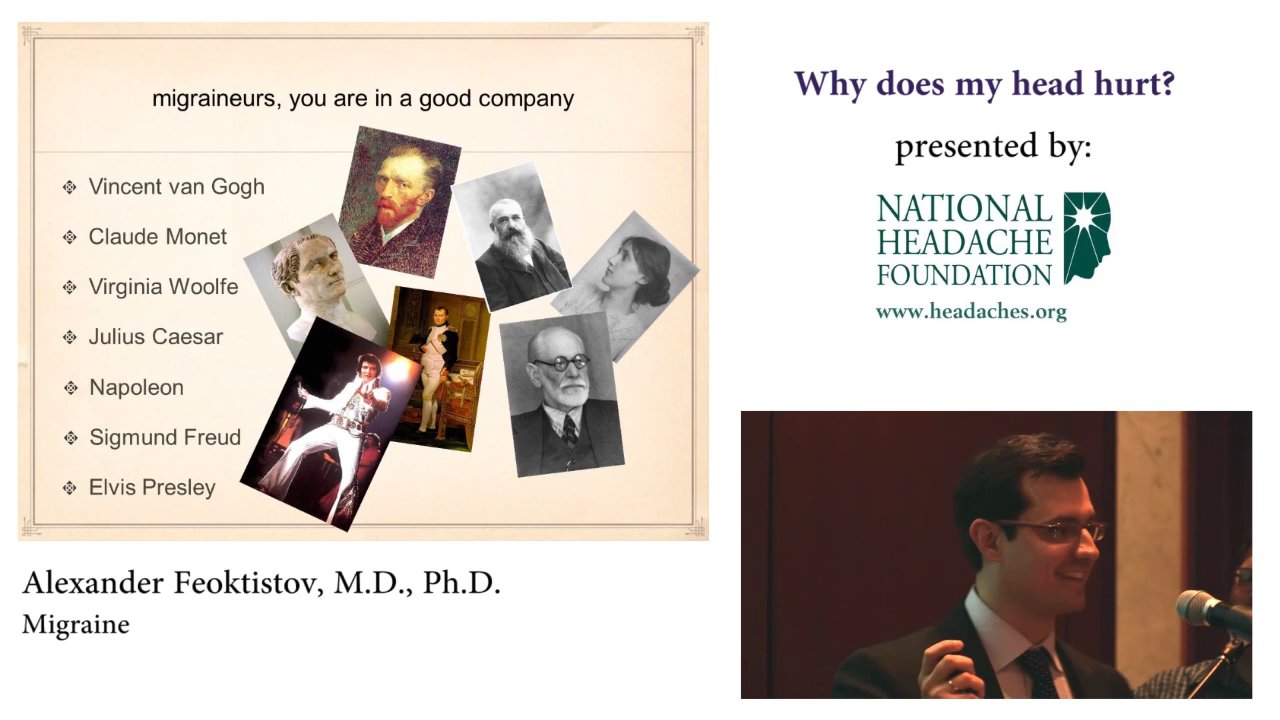 migraineurs, you are in a good company
Vincent van Gogh
Claude Monet
Virginia Woolfe
Julius Caesar
Napoleon
Sigmund Freud
Elvis Presley
Alexander Feoktistov, M.D., Ph.D.
Migraine
Why does my head hurt?
presented by:
NATIONAL
HEADACHE
FOUNDATION
www.headaches.org